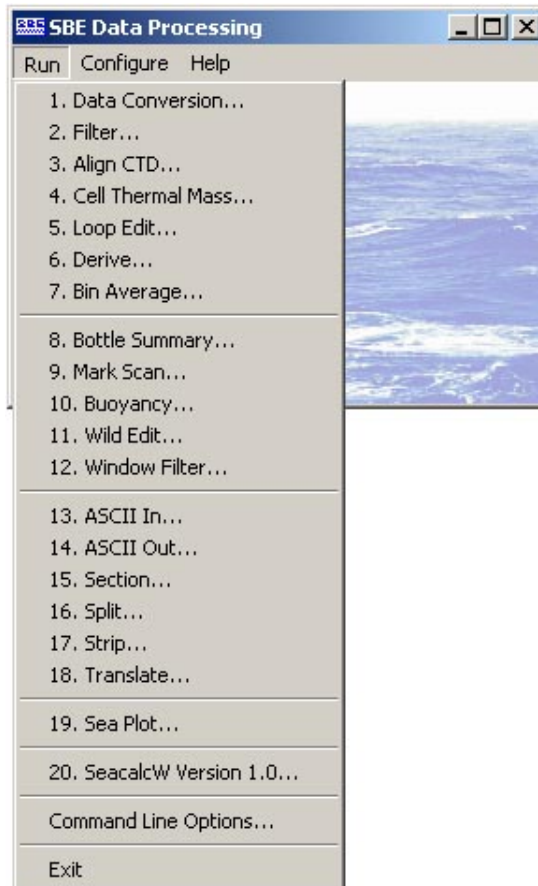 SBE SBE Data Processing
Run Configure Help
1. Data Conversion...
2. Filter...
3. Align CTD...
4. Cell Thermal Mass...
5. Loop Edit...
6. Derive...
7. Bin Average...
8. Bottle Summary...
9. Mark Scan...
10. Buoyancy...
11. Wild Edit...
12. Window Filter...
13. ASCII In...
14. ASCII Out...
15. Section...
16. Split...
17. Strip...
18. Translate...
19. Sea Plot...
20. SeacalcW Version 1.0...
Command Line Options...
Exit